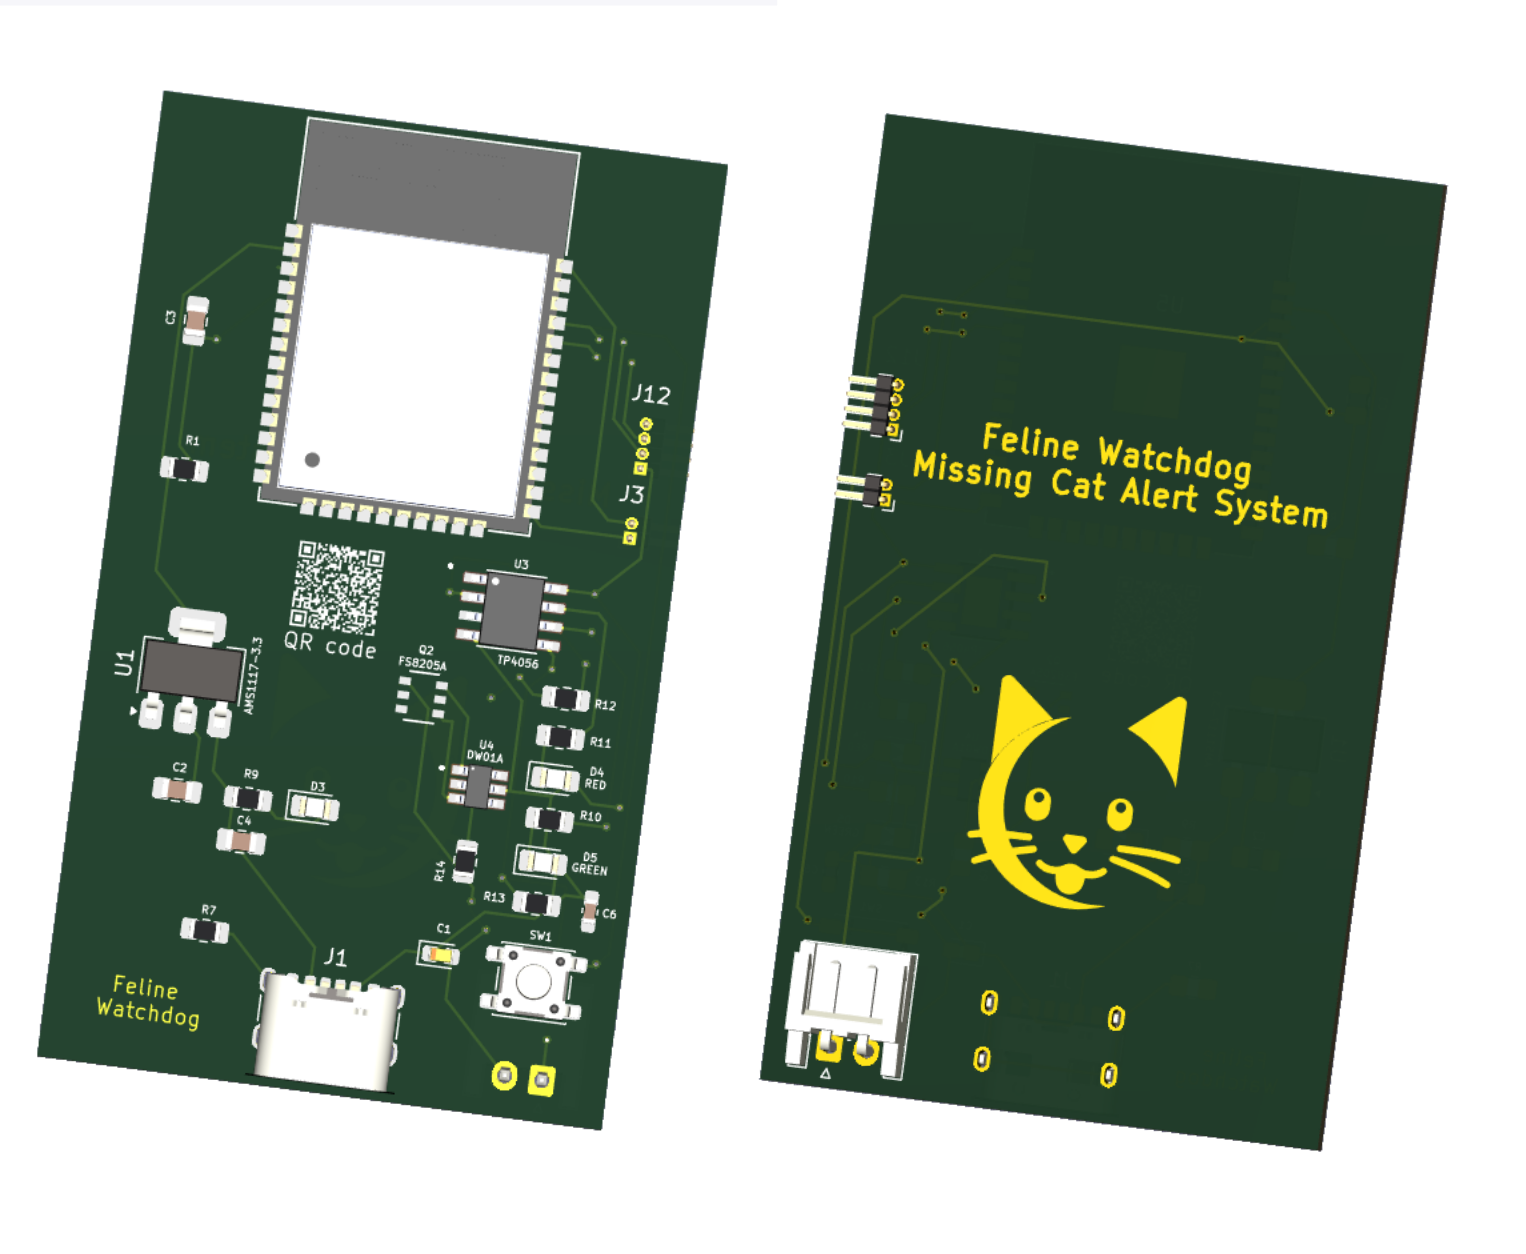 C3
J12
R1
J3
U3
QR code
TP4056
U1
AMS1117-3.3
Q2
FS8205A
R12
R11
U4
DW01A
D4
RED
C2
R9
D3
R10
C4
D5
GREEN
R14
R13
C6
R7
C1
SW1
J1
Feline
Watchdog
Feline Watchdog
Missing Cat Alert System